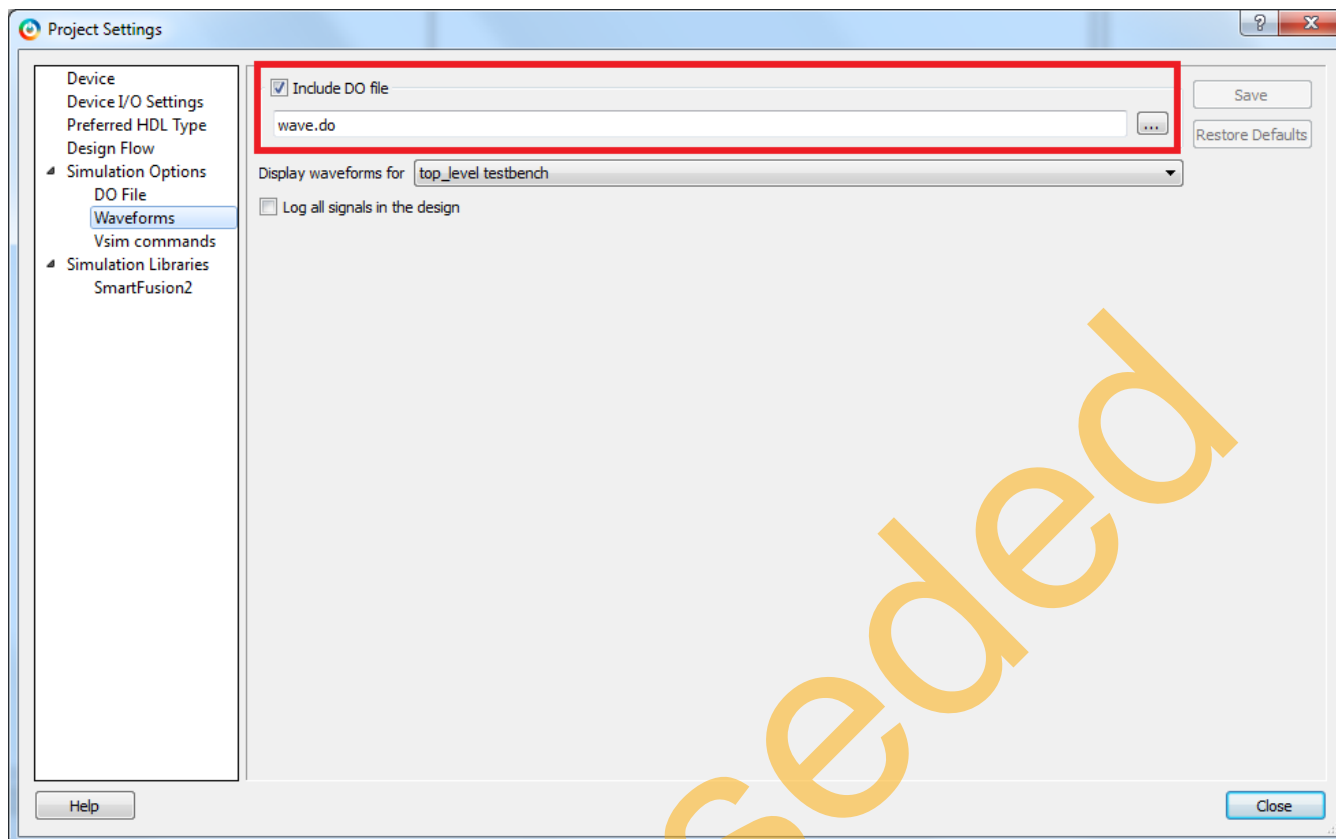 Project Settings
Device
Device I/O Settings
Preferred HDL Type
Design Flow
Simulation Options
DO File
Waveforms
Vsim commands
Simulation Libraries
SmartFusion2
Include DO file
wave.do
...
Save
Restore Defaults
Display waveforms for top_level testbench
Log all signals in the design
Help
Close
seded